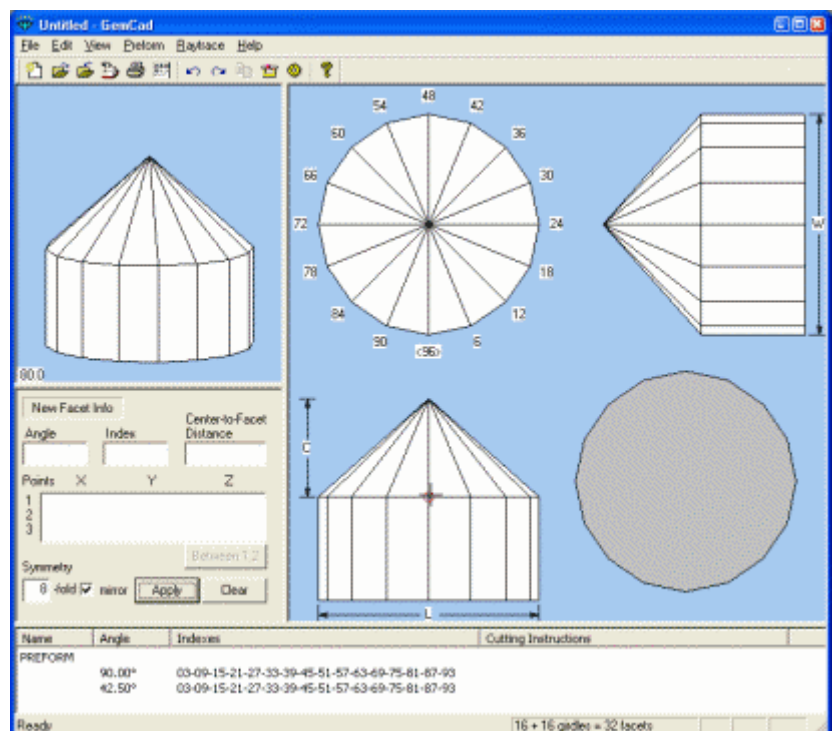 Untitled - GemCad
File Edit View Preform Raytrace Help
80.0
48
54 42
60 36
66 30
72 24
78 18
84 12
90 6
<96>
W
C
L
New Facet Info
Angle Index Center-to-Facet Distance
Points X Y Z
1
2
3
Between 1,2
Symmetry
8 -fold mirror Apply Clear
Name Angle Indexes Cutting Instructions
PREFORM
90.00° 03-09-15-21-27-33-39-45-51-57-63-69-75-81-87-93
42.50° 03-09-15-21-27-33-39-45-51-57-63-69-75-81-87-93
Ready 16 + 16 girdles = 32 facets